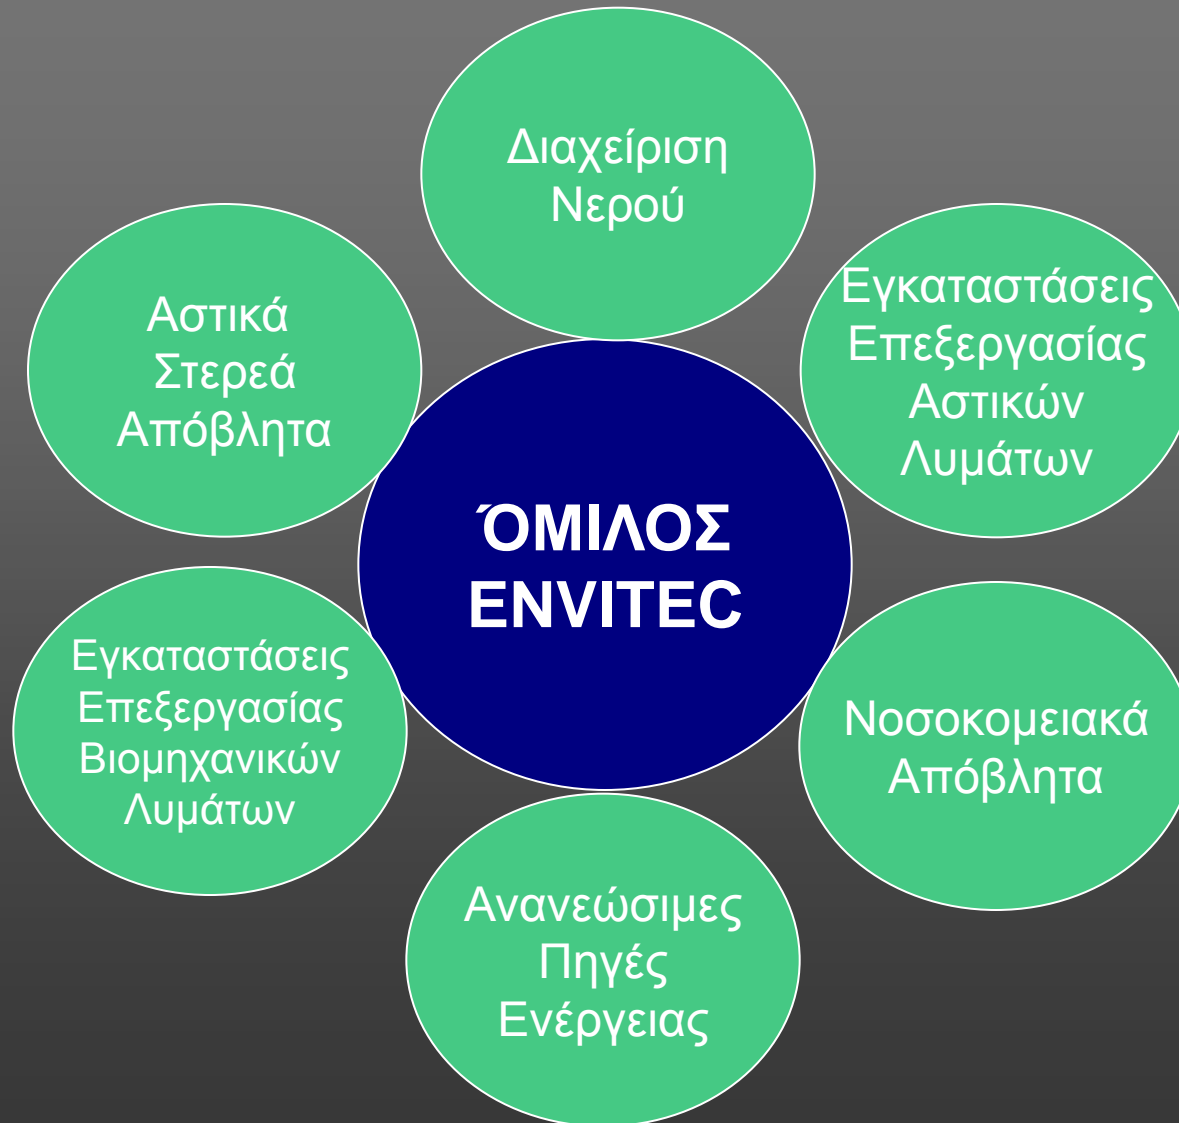 Διαχείριση
Νερού
Εγκαταστάσεις
Επεξεργασίας
Αστικών
Λυμάτων
Αστικά
Στερεά
Απόβλητα
ΌΜΙΛΟΣ
ENVITEC
Εγκαταστάσεις
Επεξεργασίας
Βιομηχανικών
Λυμάτων
Νοσοκομειακά
Απόβλητα
Ανανεώσιμες
Πηγές
Ενέργειας